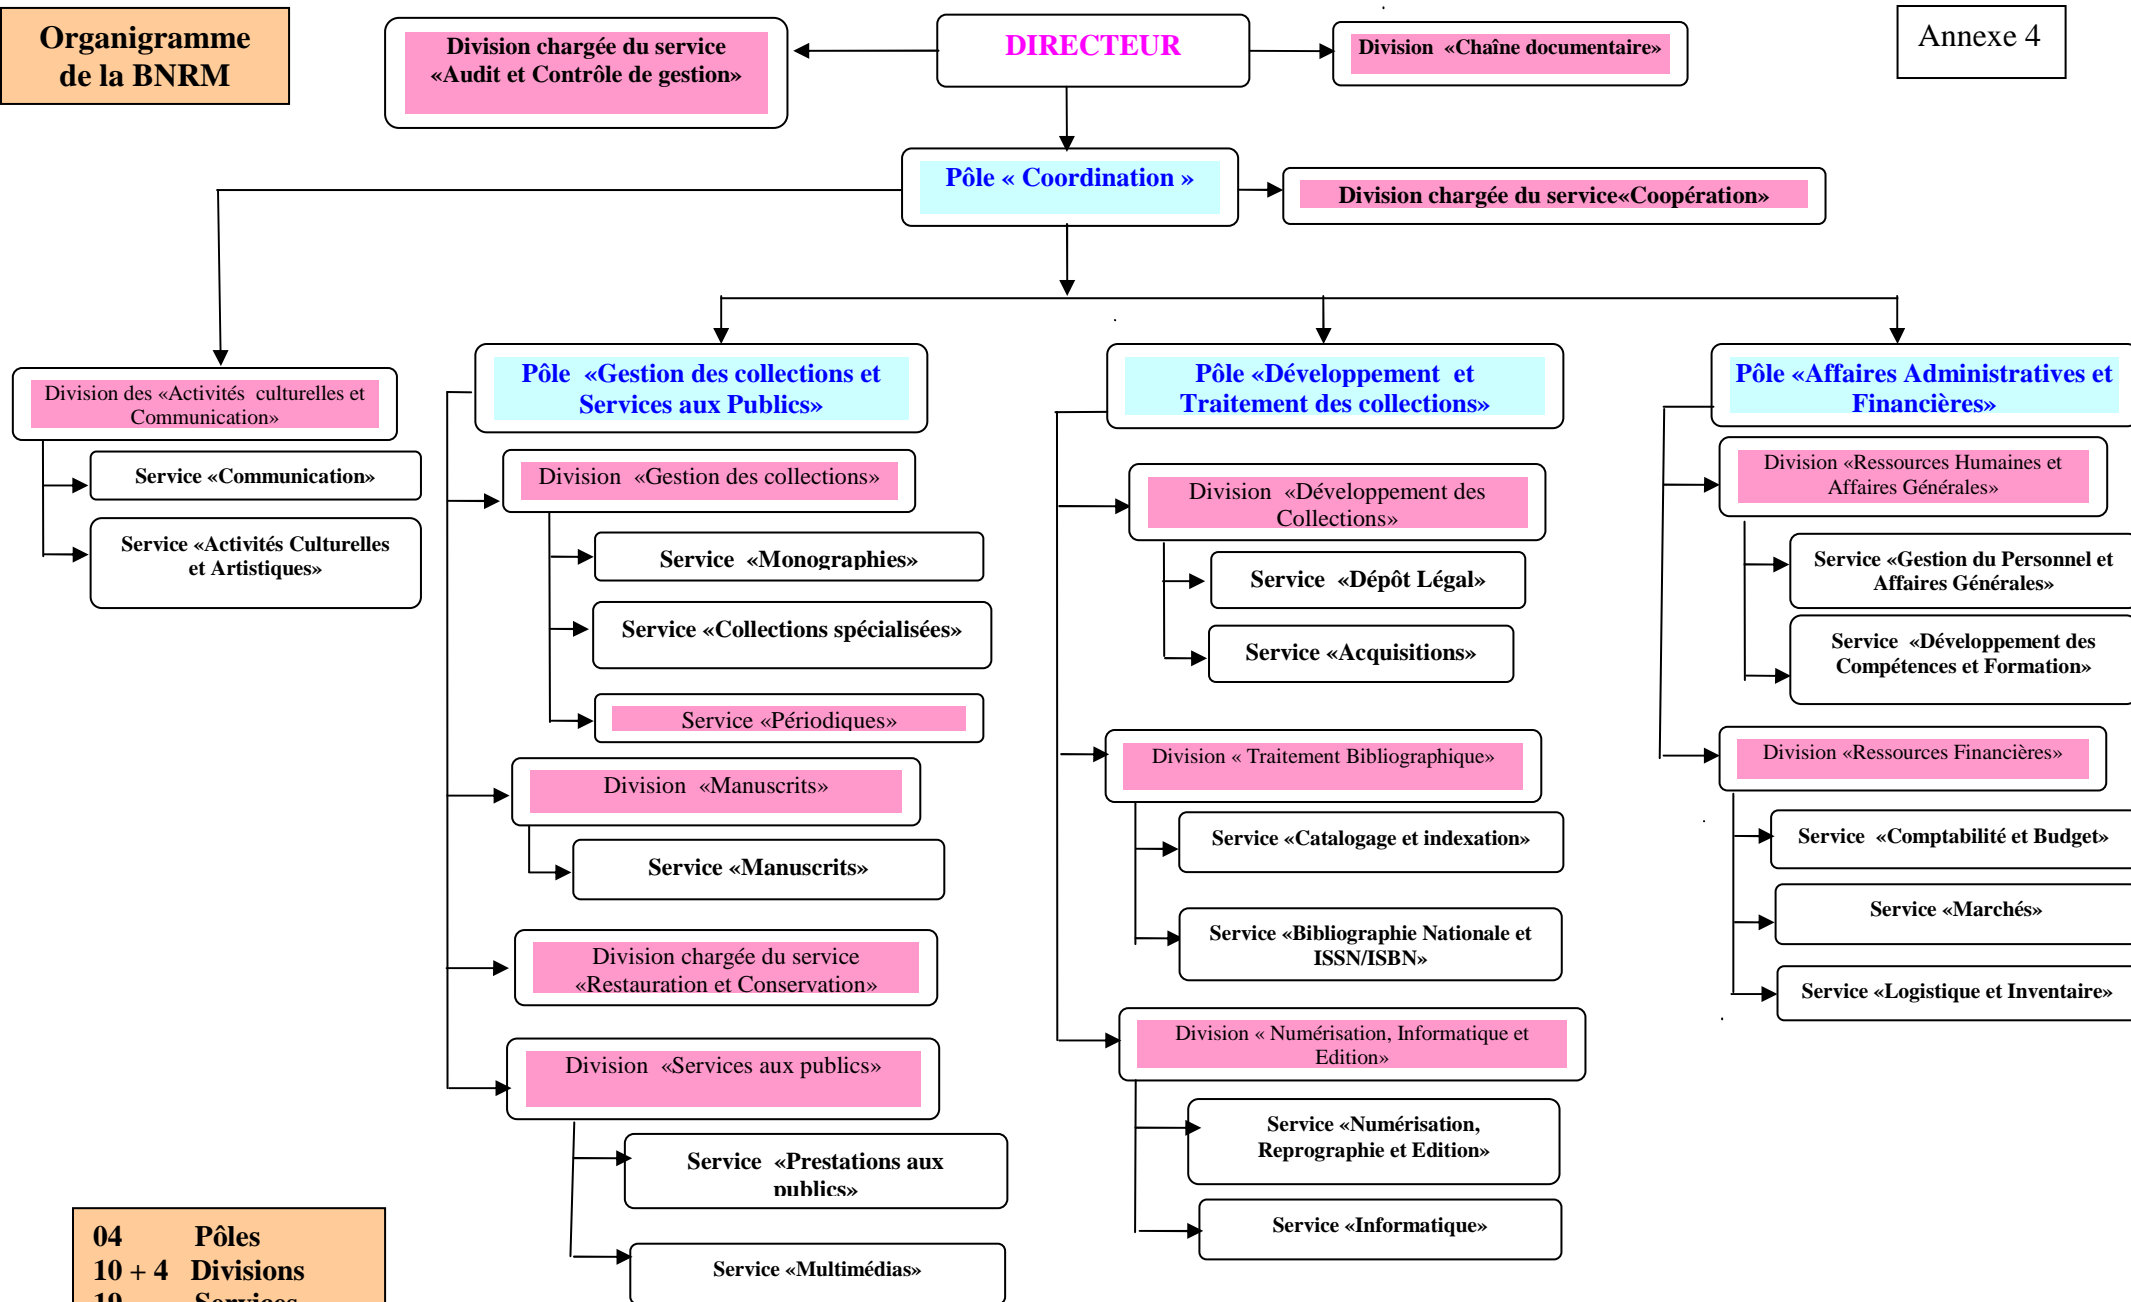 Organigramme
de la BNRM
Division chargée du service
«Audit et Contrôle de gestion»
DIRECTEUR
Division «Chaîne documentaire»
Annexe 4
Pôle « Coordination »
Division chargée du service«Coopération»
Division des «Activités culturelles et
Communication»
Service «Communication»
Service «Activités Culturelles
et Artistiques»
Pôle «Gestion des collections et
Services aux Publics»
Division «Gestion des collections»
Service «Monographies»
Service «Collections spécialisées»
Service «Périodiques»
Division «Manuscrits»
Service «Manuscrits»
Division chargée du service
«Restauration et Conservation»
Division «Services aux publics»
Service «Prestations aux
publics»
Service «Multimédias»
Pôle «Développement et
Traitement des collections»
Division «Développement des
Collections»
Service «Dépôt Légal»
Service «Acquisitions»
Division « Traitement Bibliographique»
Service «Catalogage et indexation»
Service «Bibliographie Nationale et
ISSN/ISBN»
Division « Numérisation, Informatique et
Edition»
Service «Numérisation,
Reprographie et Edition»
Service «Informatique»
Pôle «Affaires Administratives et
Financières»
Division «Ressources Humaines et
Affaires Générales»
Service «Gestion du Personnel et
Affaires Générales»
Service «Développement des
Compétences et Formation»
Division «Ressources Financières»
Service «Comptabilité et Budget»
Service «Marchés»
Service «Logistique et Inventaire»
04 Pôles
10 + 4 Divisions
19 Services